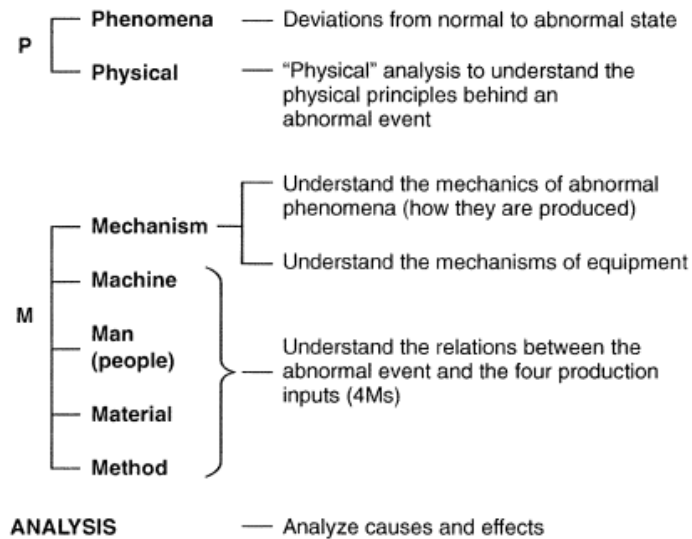 P
Phenomena — Deviations from normal to abnormal state
Physical — “Physical” analysis to understand the
physical principles behind an
abnormal event
M
Mechanism
Understand the mechanics of abnormal
phenomena (how they are produced)
Understand the mechanisms of equipment
Machine
Man
(people)
Material
Method
Understand the relations between the
abnormal event and the four production
inputs (4Ms)
ANALYSIS — Analyze causes and effects